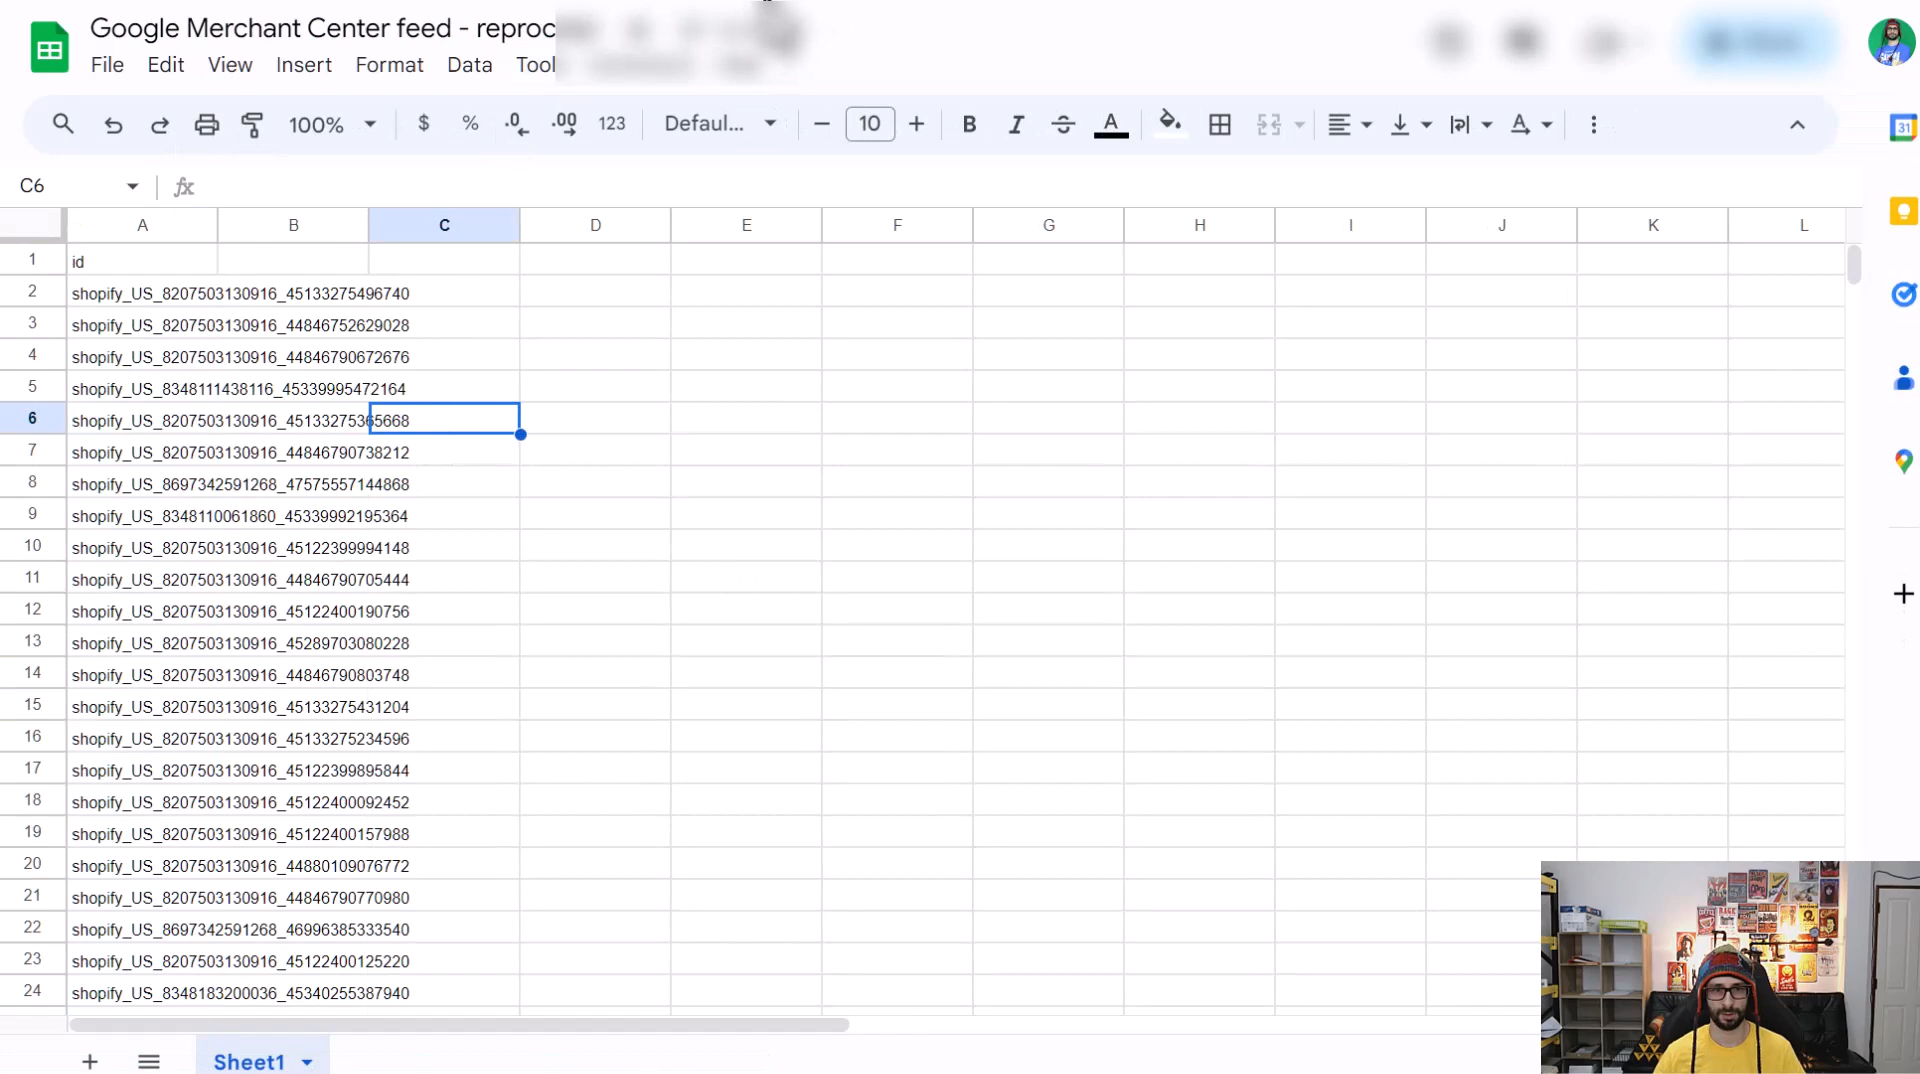 Google Merchant Center feed - reproc
File Edit View Insert Format Data Tool
100% $ % .0 .00 123 Defaul... 10 B I A
31
C6 fx
A B C D E F G H I J K L
1 id
2 shopify_US_8207503130916_45133275496740
3 shopify_US_8207503130916_44846752629028
4 shopify_US_8207503130916_44846790672676
5 shopify_US_8348111438116_45339995472164
6 shopify_US_8207503130916_45133275365668
7 shopify_US_8207503130916_44846790738212
8 shopify_US_8697342591268_47575557144868
9 shopify_US_8348110061860_45339992195364
10 shopify_US_8207503130916_45122399994148
11 shopify_US_8207503130916_44846790705444
12 shopify_US_8207503130916_45122400190756
13 shopify_US_8207503130916_45289703080228
14 shopify_US_8207503130916_44846790803748
15 shopify_US_8207503130916_45133275431204
16 shopify_US_8207503130916_45133275234596
17 shopify_US_8207503130916_45122399895844
18 shopify_US_8207503130916_45122400092452
19 shopify_US_8207503130916_45122400157988
20 shopify_US_8207503130916_44880109076772
21 shopify_US_8207503130916_44846790770980
22 shopify_US_8697342591268_46996385333540
23 shopify_US_8207503130916_45122400125220
24 shopify_US_8348183200036_45340255387940
Sheet1